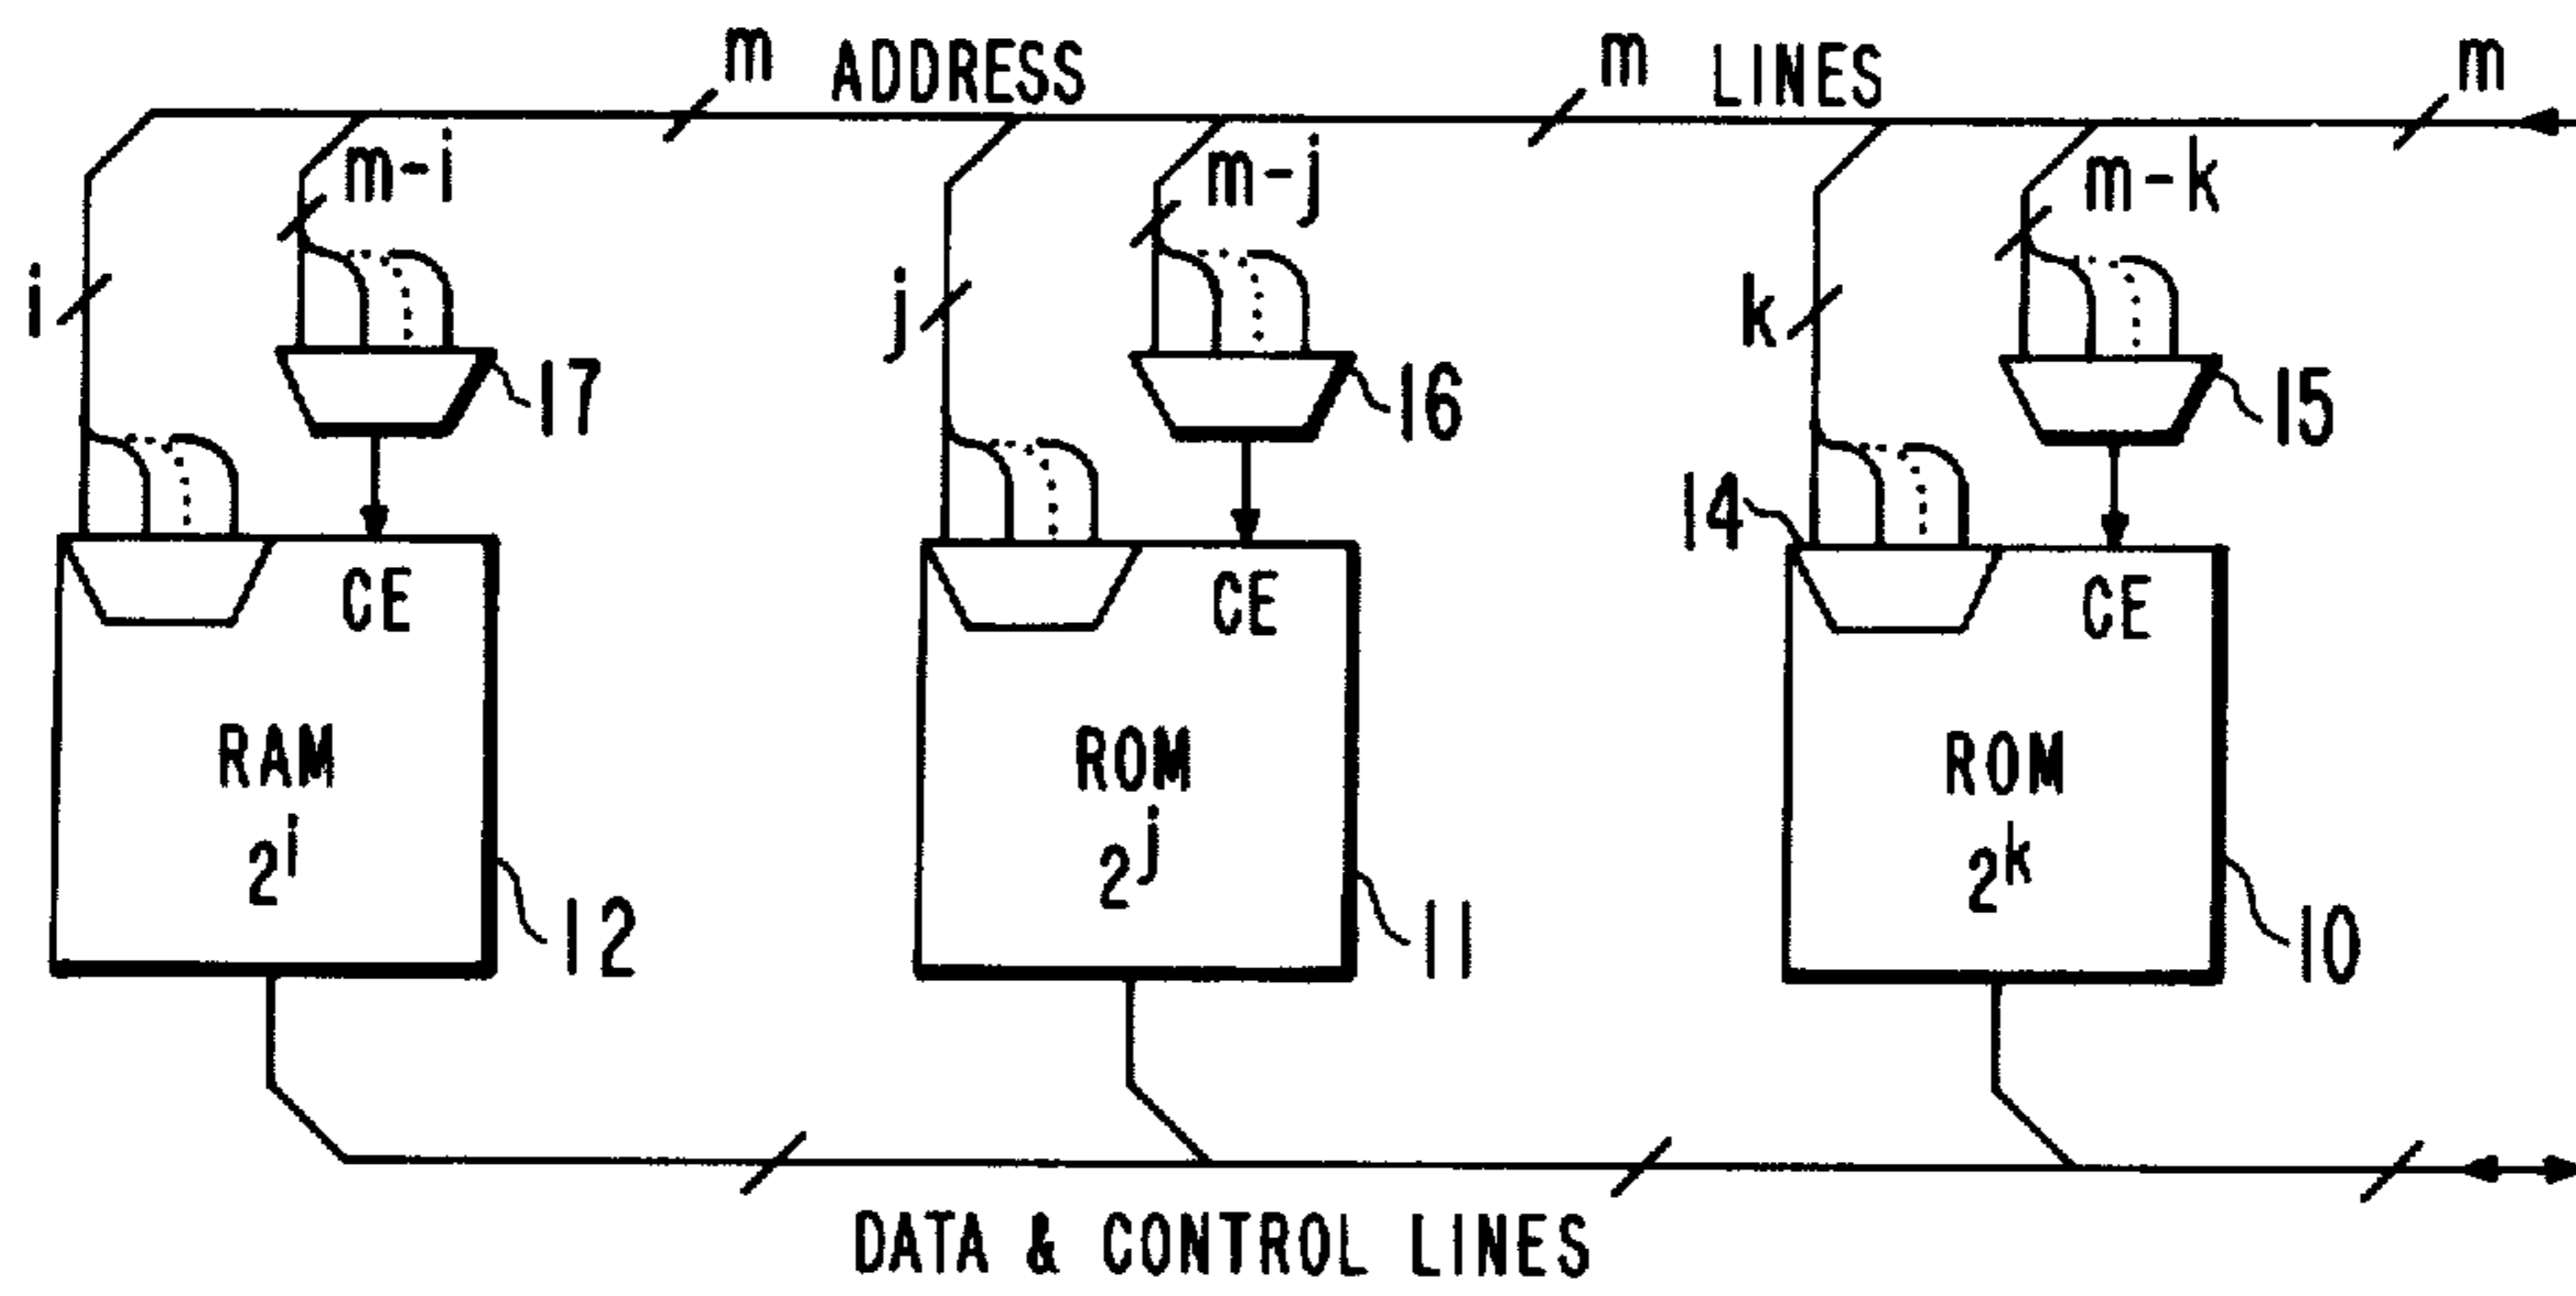 m ADDRESS m LINES m
m-i m-j m-k
i j k
17 16 15
14
CE CE CE
RAM ROM ROM
2^i 2^j 2^k
12 11 10
DATA & CONTROL LINES